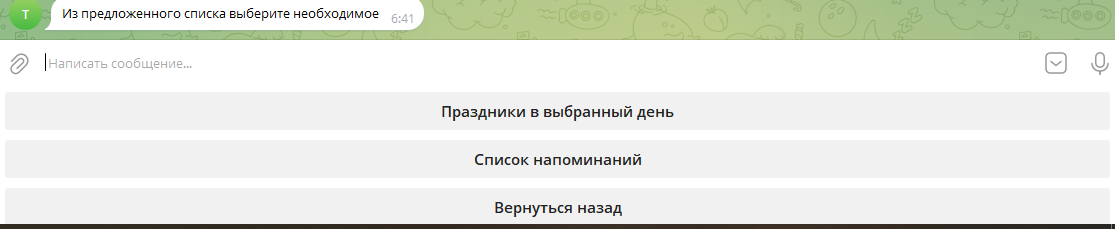 Т
Из предложенного списка выберите необходимое
6:41
Написать сообщение...
Праздники в выбранный день
Список напоминаний
Вернуться назад